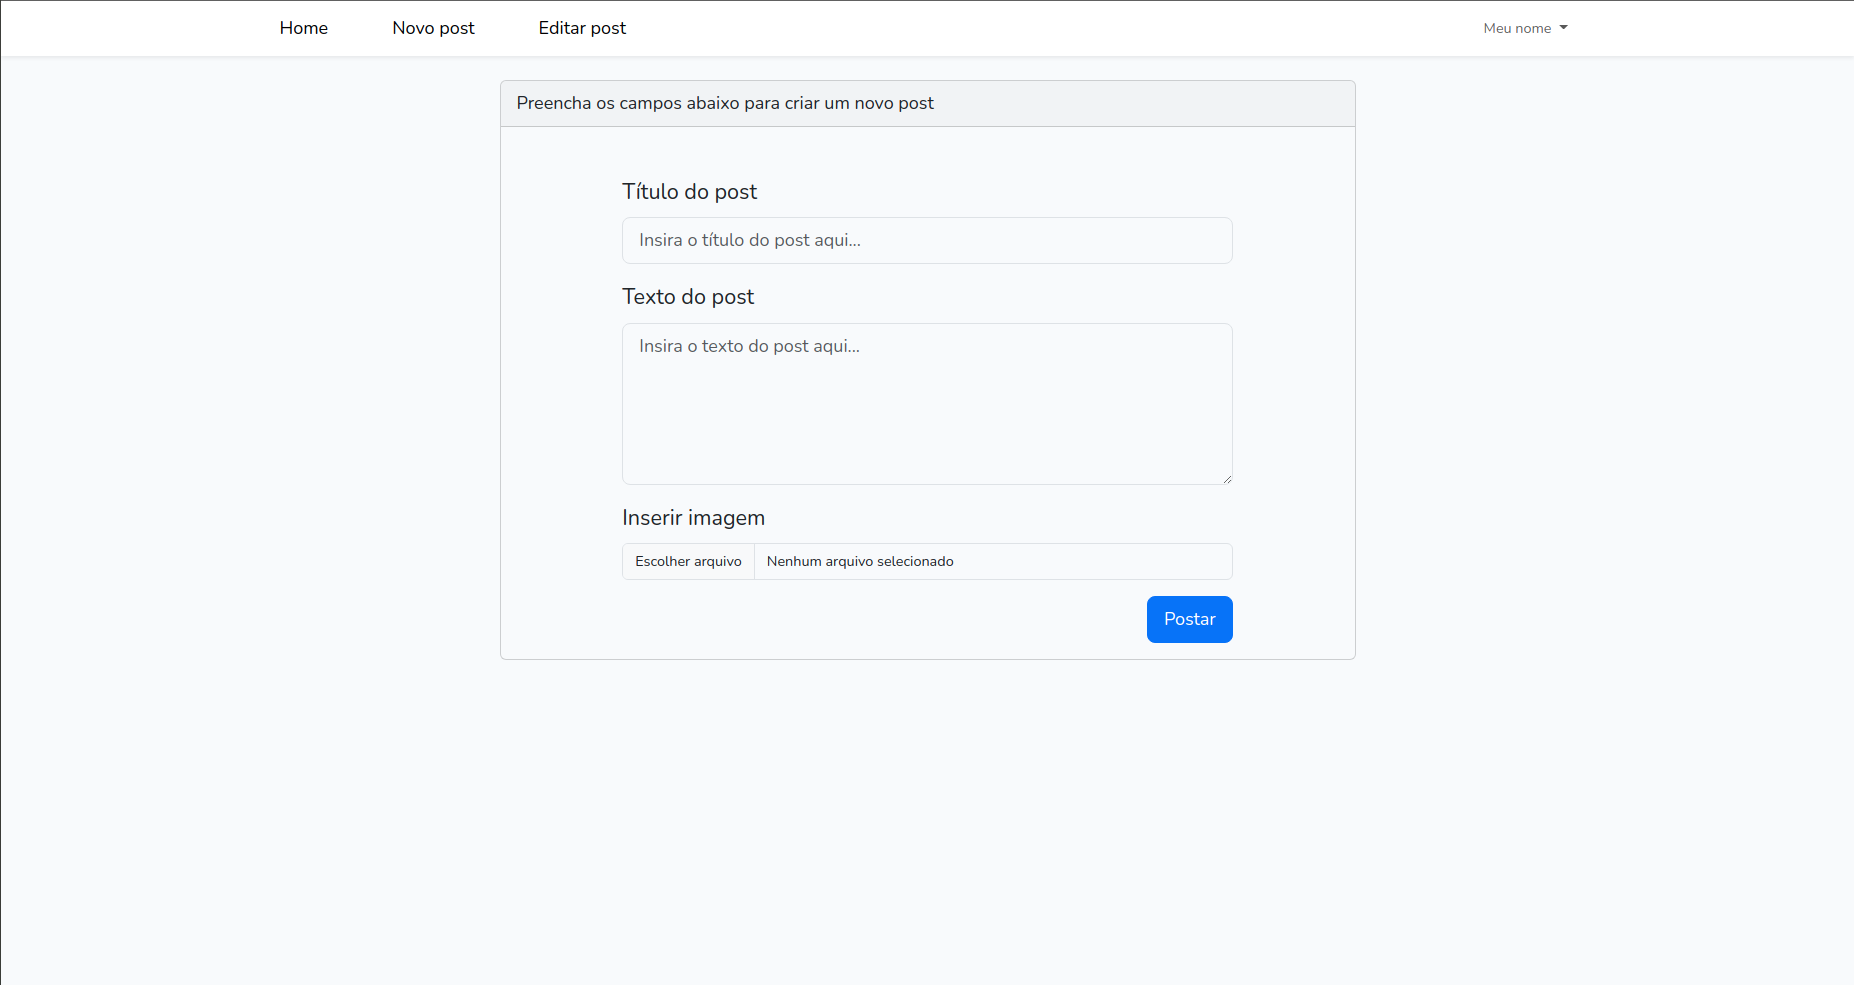 Home Novo post Editar post Meu nome
Preencha os campos abaixo para criar um novo post
Título do post
Insira o título do post aqui...
Texto do post
Insira o texto do post aqui...
Inserir imagem
Escolher arquivo Nenhum arquivo selecionado
Postar